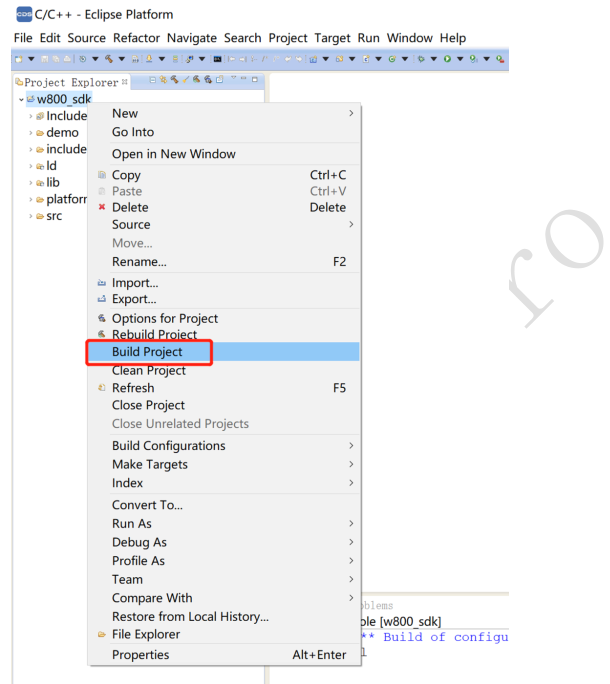 CDS C/C++ - Eclipse Platform
File Edit Source Refactor Navigate Search Project Target Run Window Help
Project Explorer
w800_sdk
Include
demo
include
ld
lib
platfor
src
New
Go Into
Open in New Window
Copy Ctrl+C
Paste Ctrl+V
Delete Delete
Source
Move...
Rename... F2
Import...
Export...
Options for Project
Rebuild Project
Build Project
Clean Project
Refresh F5
Close Project
Close Unrelated Projects
Build Configurations
Make Targets
Index
Convert To...
Run As
Debug As
Profile As
Team
Compare With
Restore from Local History...
File Explorer
Properties Alt+Enter
oblems
ole [w800_sdk]
** Build of configu
l
ro